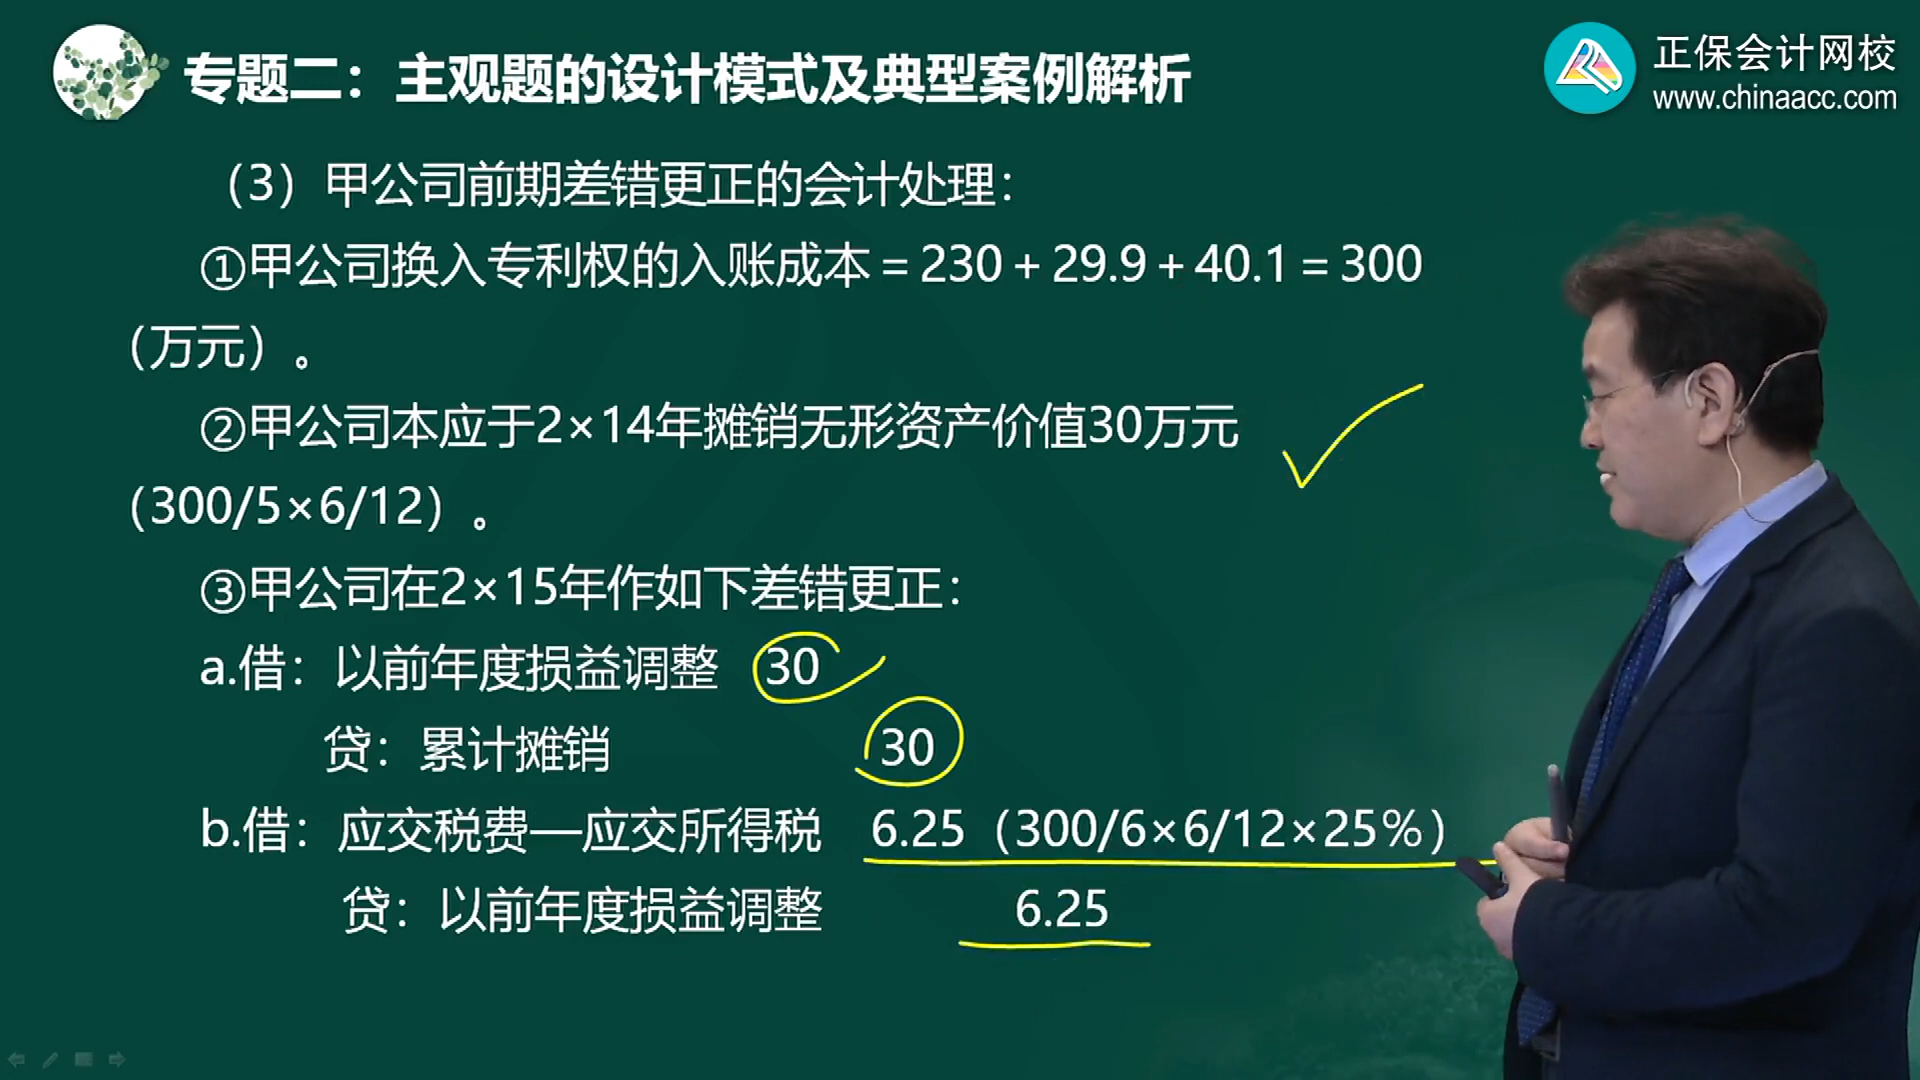 专题二：主观题的设计模式及典型案例解析
正保会计网校
www.chinaacc.com
（3）甲公司前期差错更正的会计处理：
①甲公司换入专利权的入账成本＝230＋29.9＋40.1＝300
（万元）。
②甲公司本应于2×14年摊销无形资产价值30万元
（300/5×6/12）。
③甲公司在2×15年作如下差错更正：
a.借：以前年度损益调整 30
贷：累计摊销 30
b.借：应交税费—应交所得税 6.25（300/6×6/12×25%）
贷：以前年度损益调整 6.25